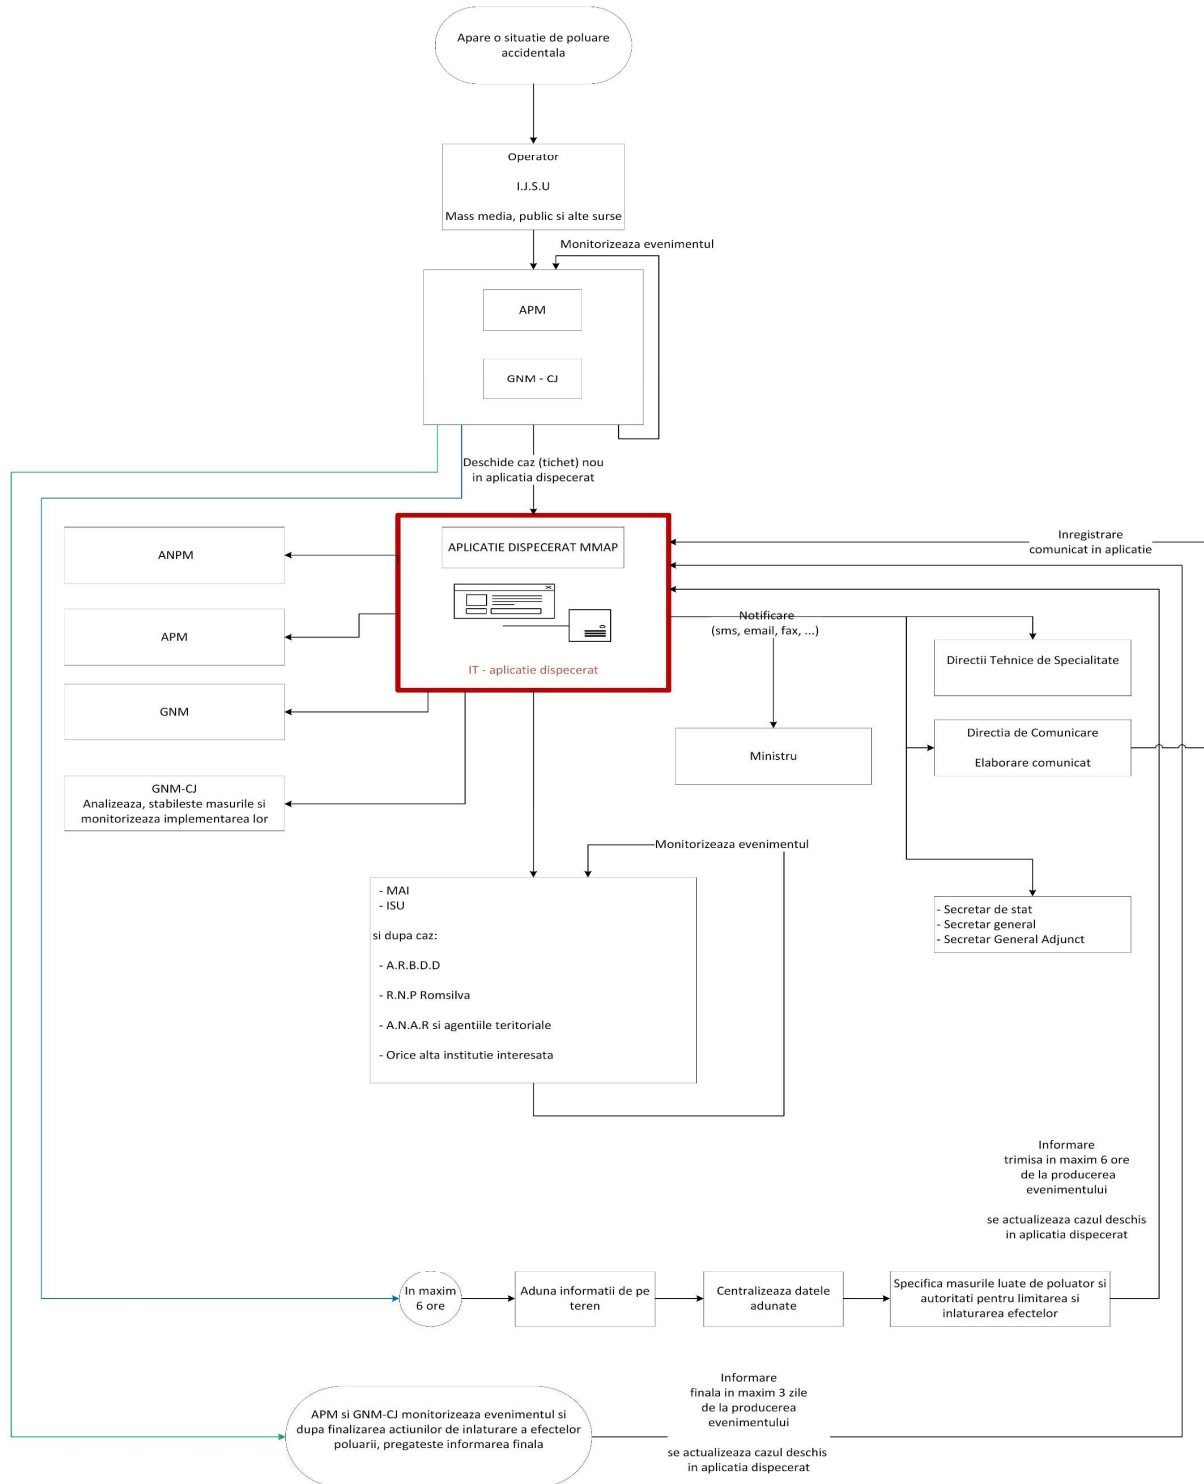 Apare o situatie de poluare
accidentala
Operator
I.J.S.U
Mass media, public si alte surse
Monitorizeaza evenimentul
APM
GNM - CJ
Deschide caz (tichet) nou
in aplicatia dispecerat
APLICATIE DISPECERAT MMAP
IT - aplicatie dispecerat
ANPM
APM
GNM
GNM-CJ
Analizeaza, stabileste masurile si
monitorizeaza implementarea lor
Inregistrare
comunicat in aplicatie
Notificare
(sms, email, fax, ...)
Directii Tehnice de Specialitate
Ministru
Directia de Comunicare
Elaborare comunicat
Monitorizeaza evenimentul
- MAI
- ISU
si dupa caz:
- A.R.B.D.D
- R.N.P Romsilva
- A.N.A.R si agentiile teritoriale
- Orice alta institutie interesata
- Secretar de stat
- Secretar general
- Secretar General Adjunct
Informare
trimisa in maxim 6 ore
de la producerea
evenimentului
se actualizeaza cazul deschis
in aplicatia dispecerat
In maxim
6 ore
Aduna informatii de pe
teren
Centralizeaza datele
adunate
Specifica masurile luate de poluator si
autoritati pentru limitarea si
inlaturarea efectelor
APM si GNM-CJ monitorizeaza evenimentul si
dupa finalizarea actiunilor de inlaturare a efectelor
poluarii, pregateste informarea finala
Informare
finala in maxim 3 zile
de la producerea
evenimentului
se actualizeaza cazul deschis
in aplicatia dispecerat